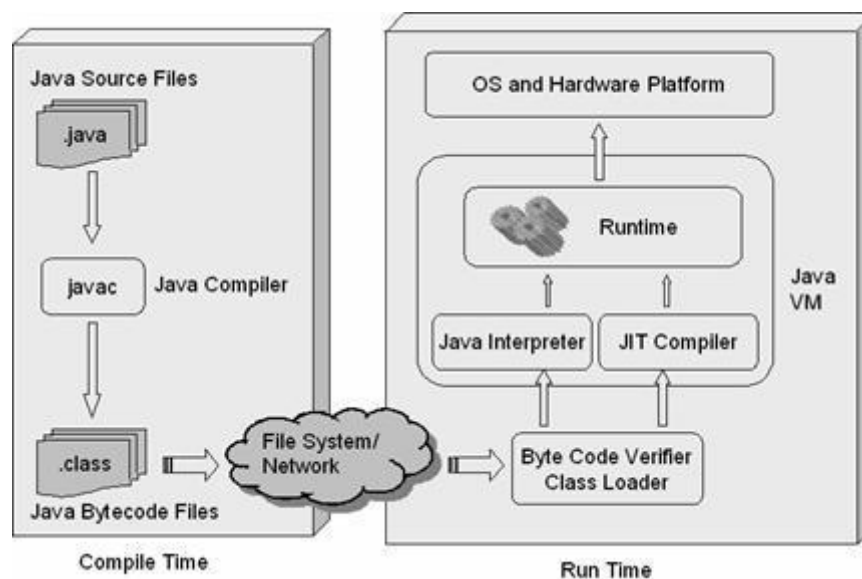 Java Source Files
.java
javac
Java Compiler
.class
Java Bytecode Files
Compile Time
File System/
Network
OS and Hardware Platform
Runtime
Java
VM
Java Interpreter
JIT Compiler
Byte Code Verifier
Class Loader
Run Time